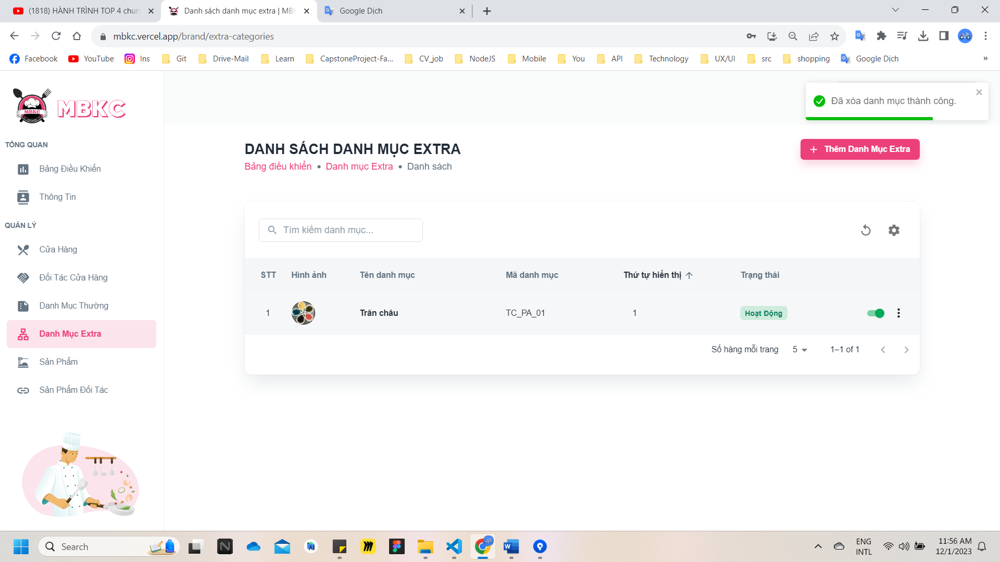 (1818) HÀNH TRÌNH TOP 4 chun
Danh sách danh mục extra | MB
Google Dịch
mbkc.vercel.app/brand/extra-categories
Facebook
YouTube
Ins
Git
Drive-Mail
Learn
CapstoneProject-Fa...
CV_job
NodeJS
Mobile
You
API
Technology
UX/UI
src
shopping
Google Dịch
»
MBKC
MBKC
Đã xóa danh mục thành công.
TỔNG QUAN
Bảng Điều Khiển
Thông Tin
QUẢN LÝ
Cửa Hàng
Đối Tác Cửa Hàng
Danh Mục Thường
Danh Mục Extra
Sản Phẩm
Sản Phẩm Đối Tác
DANH SÁCH DANH MỤC EXTRA
Bảng điều khiển • Danh mục Extra • Danh sách
Thêm Danh Mục Extra
Tìm kiếm danh mục...
STT Hình ảnh Tên danh mục Mã danh mục Thứ tự hiển thị Trạng thái
1 Trân châu TC_PA_01 1 Hoạt Động
Số hàng mỗi trang 5 1–1 of 1
Search
ENG
INTL
11:56 AM
12/1/2023